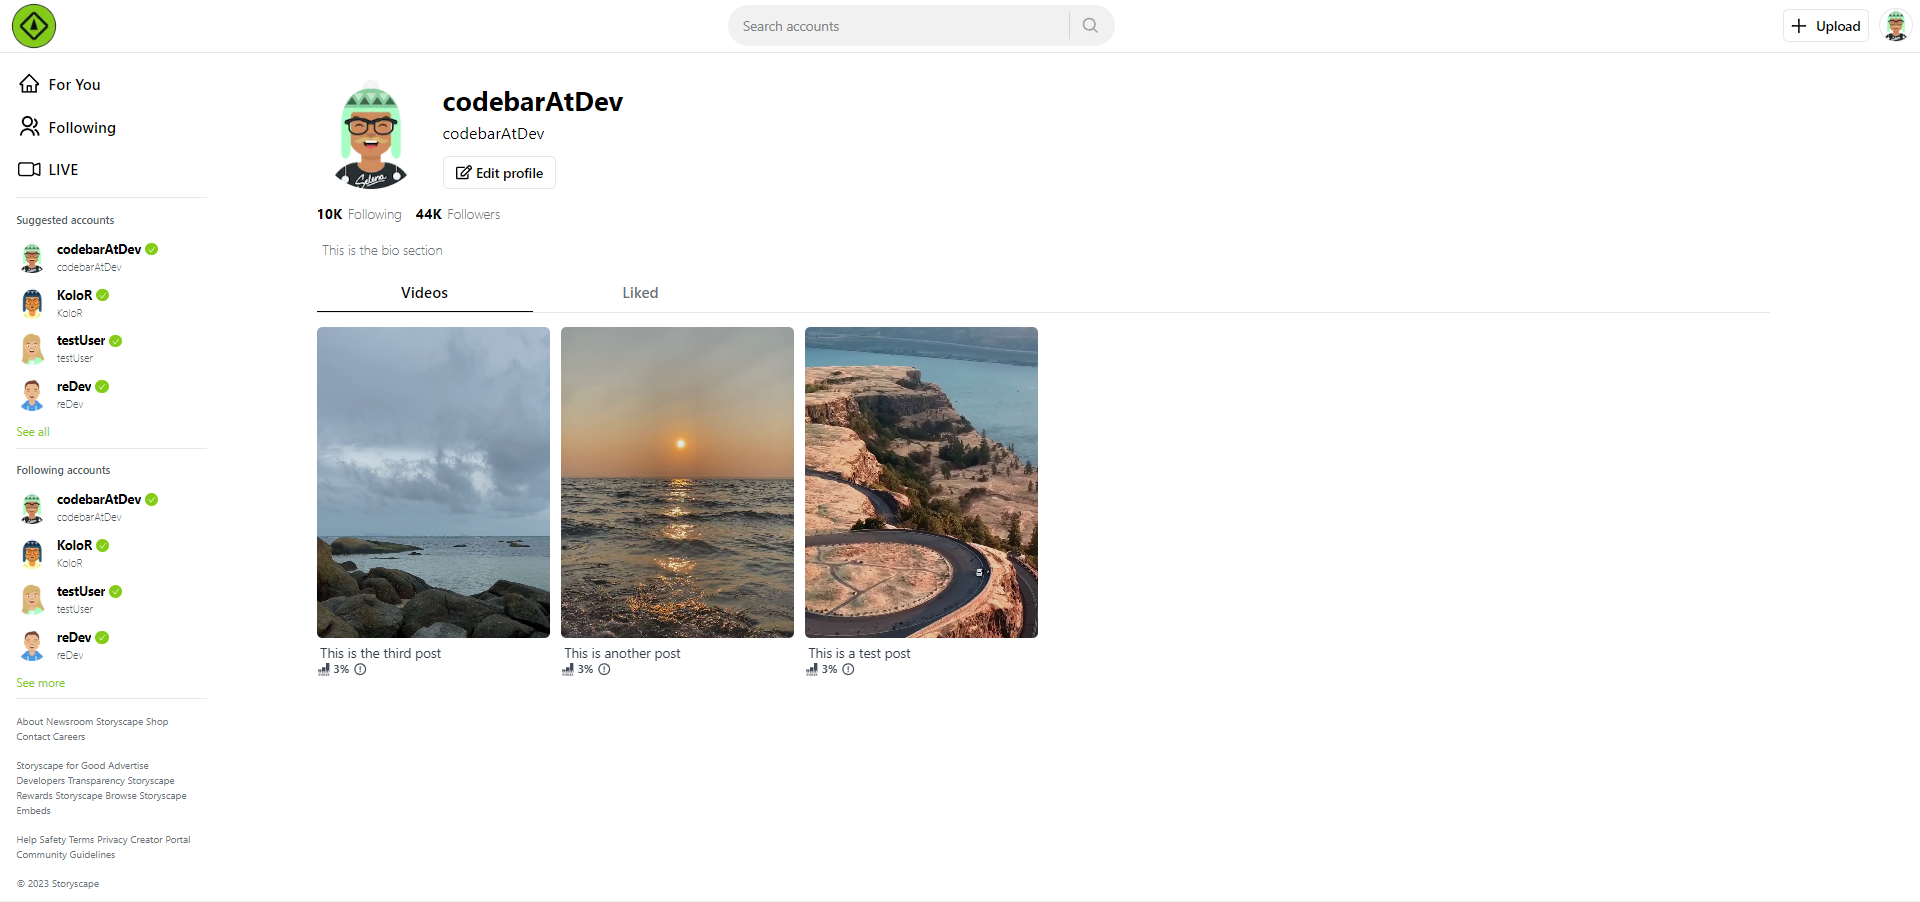 Search accounts
Upload
For You
Following
LIVE
Suggested accounts
codebarAtDev
codebarAtDev
KoloR
KoloR
testUser
testUser
reDev
reDev
See all
Following accounts
codebarAtDev
codebarAtDev
KoloR
KoloR
testUser
testUser
reDev
reDev
See more
About Newsroom Storyscape Shop
Contact Careers
Storyscape for Good Advertise
Developers Transparency Storyscape
Rewards Storyscape Browse Storyscape
Embeds
Help Safety Terms Privacy Creator Portal
Community Guidelines
© 2023 Storyscape
Selena
codebarAtDev
codebarAtDev
Edit profile
10K Following 44K Followers
This is the bio section
Videos Liked
This is the third post
3%
This is another post
3%
This is a test post
3%